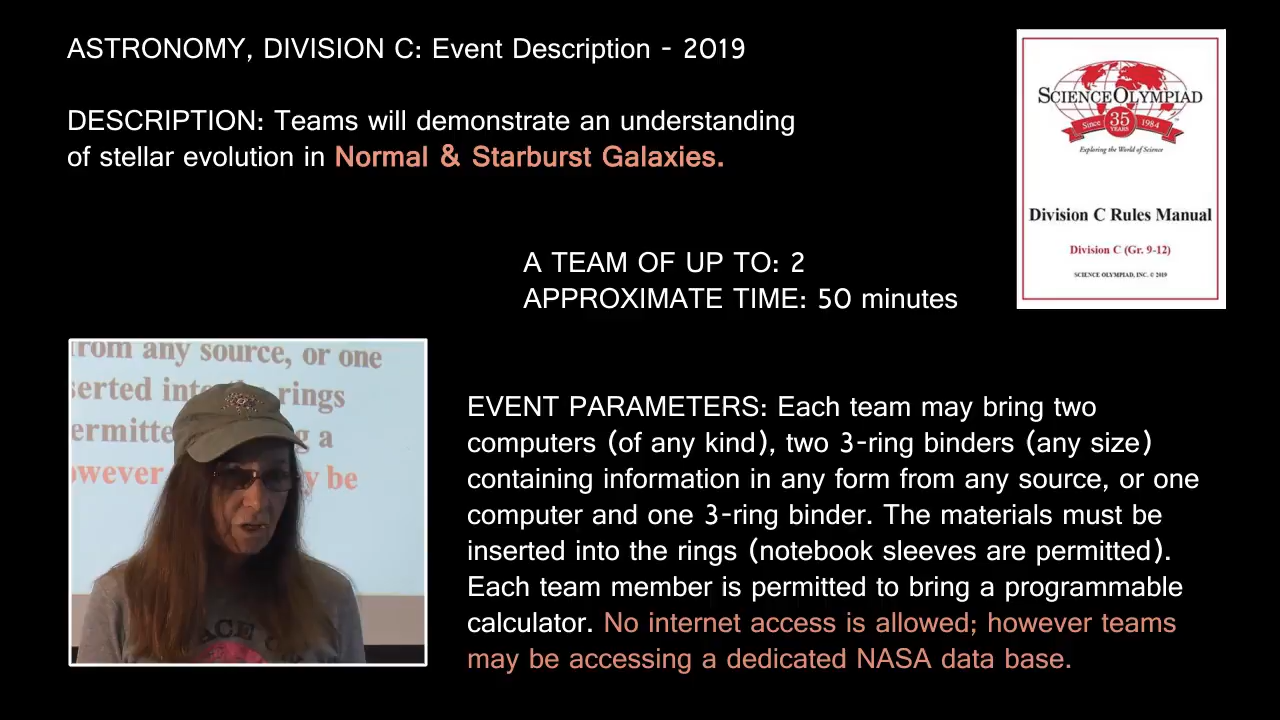 ASTRONOMY, DIVISION C: Event Description - 2019
DESCRIPTION: Teams will demonstrate an understanding
of stellar evolution in Normal & Starburst Galaxies.
SCIENCE OLYMPIAD
Since 35 YEARS 1984
Exploring the World of Science
Division C Rules Manual
Division C (Gr. 9-12)
SCIENCE OLYMPIAD, INC. © 2019
A TEAM OF UP TO: 2
APPROXIMATE TIME: 50 minutes
from any source, or one
serted into the rings
ermitte g a
owever y be
EVENT PARAMETERS: Each team may bring two
computers (of any kind), two 3-ring binders (any size)
containing information in any form from any source, or one
computer and one 3-ring binder. The materials must be
inserted into the rings (notebook sleeves are permitted).
Each team member is permitted to bring a programmable
calculator. No internet access is allowed; however teams
may be accessing a dedicated NASA data base.